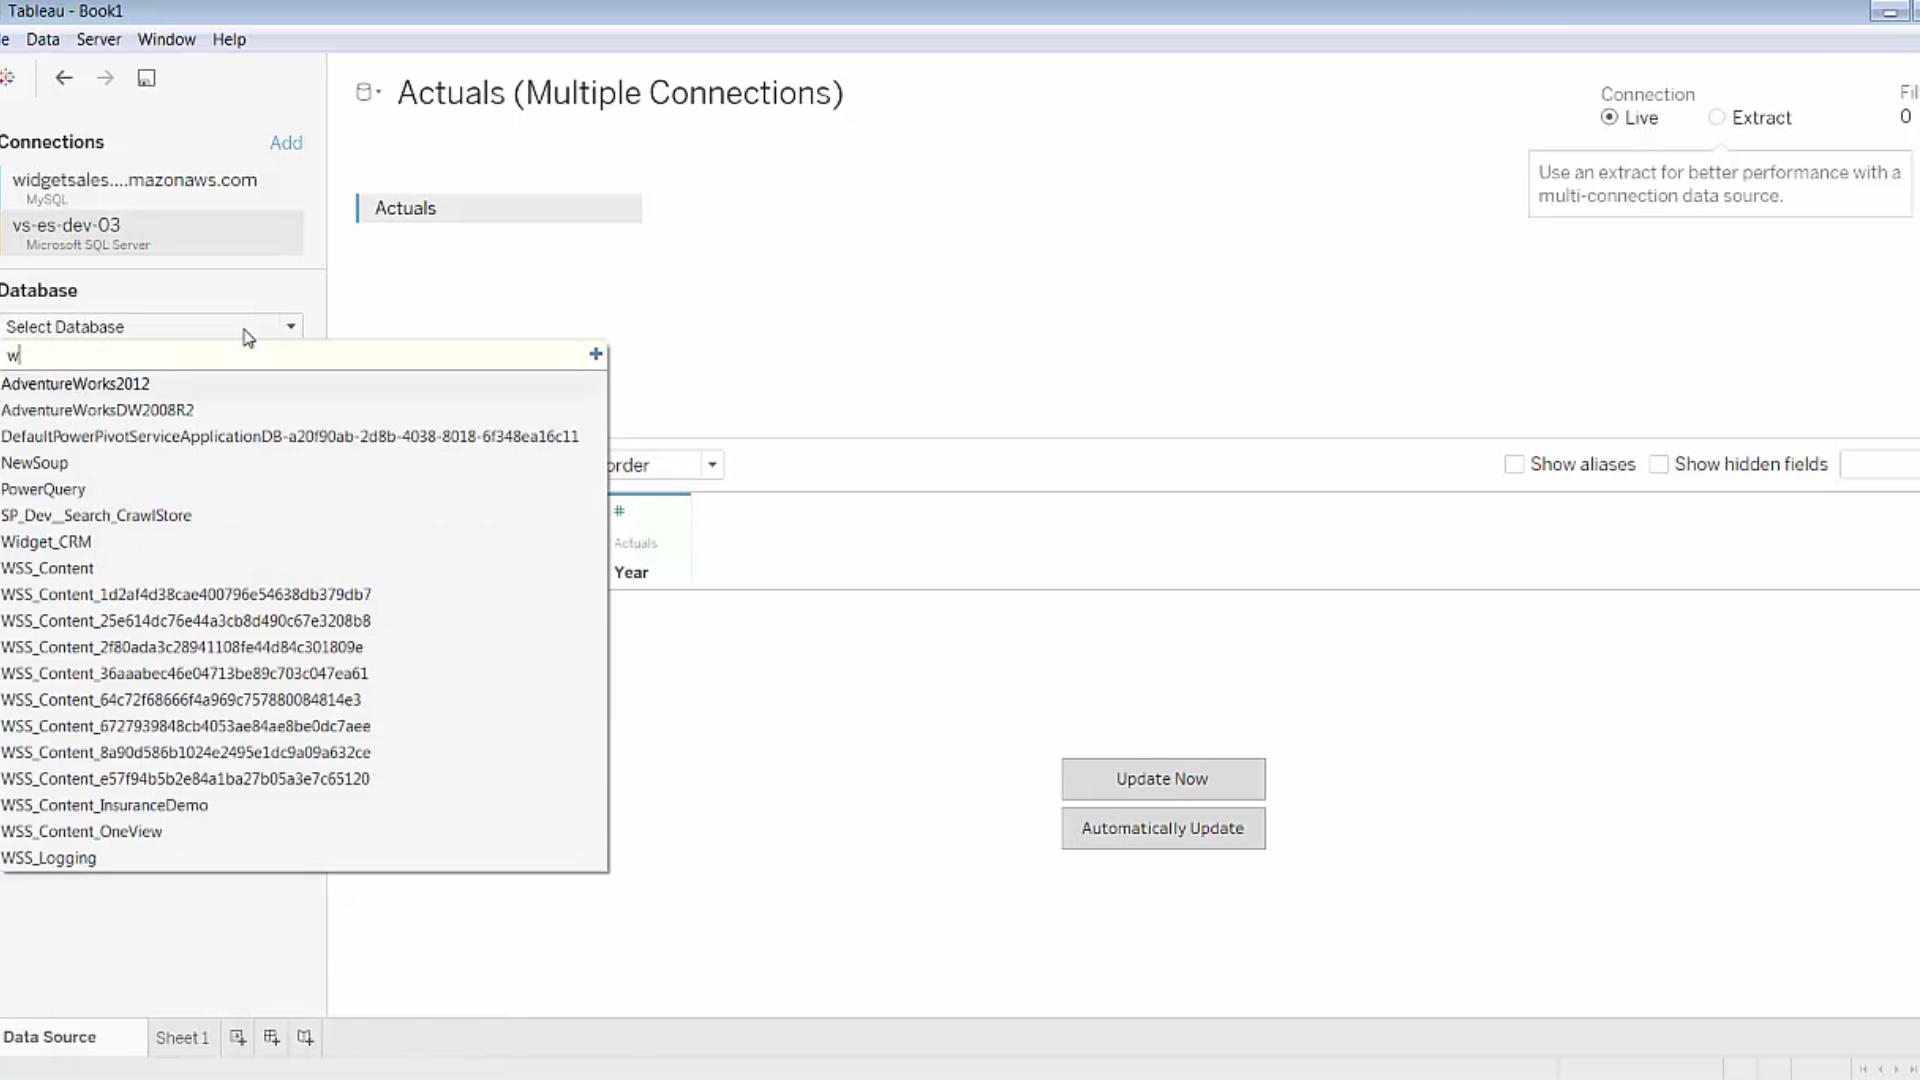 Tableau - Book1
Data Server Window Help
Connections Add
widgetsales....mazonaws.com
MySQL
vs-es-dev-03
Microsoft SQL Server
Database
Select Database
w
AdventureWorks2012
AdventureWorksDW2008R2
DefaultPowerPivotServiceApplicationDB-a20f90ab-2d8b-4038-8018-6f348ea16c11
NewSoup
PowerQuery
SP_Dev__Search_CrawlStore
Widget_CRM
WSS_Content
WSS_Content_1d2af4d38cae400796e54638db379db7
WSS_Content_25e614dc76e44a3cb8d490c67e3208b8
WSS_Content_2f80ada3c28941108fe44d84c301809e
WSS_Content_36aaabec46e04713be89c703c047ea61
WSS_Content_64c72f68666f4a969c757880084814e3
WSS_Content_6727939848cb4053ae84ae8be0dc7aee
WSS_Content_8a90d586b1024e2495e1dc9a09a632ce
WSS_Content_e57f94b5b2e84a1ba27b05a3e7c65120
WSS_Content_InsuranceDemo
WSS_Content_OneView
WSS_Logging
Actuals (Multiple Connections)
Connection
Live Extract
0
Use an extract for better performance with a
multi-connection data source.
Actuals
order
Show aliases Show hidden fields
#
Actuals
Year
Update Now
Automatically Update
Data Source Sheet 1